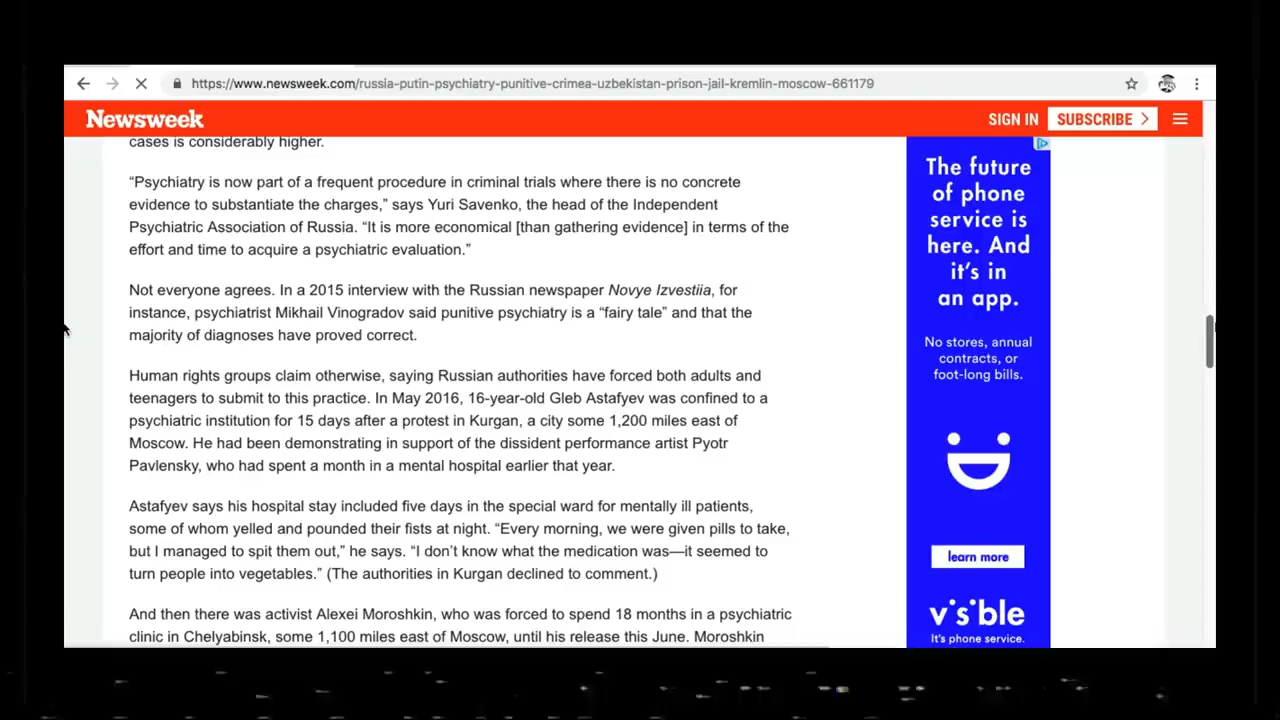 https://www.newsweek.com/russia-putin-psychiatry-punitive-crimea-uzbekistan-prison-jail-kremlin-moscow-661179
Newsweek
SIGN IN
SUBSCRIBE
cases is considerably higher.
“Psychiatry is now part of a frequent procedure in criminal trials where there is no concrete
evidence to substantiate the charges,” says Yuri Savenko, the head of the Independent
Psychiatric Association of Russia. “It is more economical [than gathering evidence] in terms of the
effort and time to acquire a psychiatric evaluation.”
Not everyone agrees. In a 2015 interview with the Russian newspaper Novye Izvestiia, for
instance, psychiatrist Mikhail Vinogradov said punitive psychiatry is a “fairy tale” and that the
majority of diagnoses have proved correct.
Human rights groups claim otherwise, saying Russian authorities have forced both adults and
teenagers to submit to this practice. In May 2016, 16-year-old Gleb Astafyev was confined to a
psychiatric institution for 15 days after a protest in Kurgan, a city some 1,200 miles east of
Moscow. He had been demonstrating in support of the dissident performance artist Pyotr
Pavlensky, who had spent a month in a mental hospital earlier that year.
Astafyev says his hospital stay included five days in the special ward for mentally ill patients,
some of whom yelled and pounded their fists at night. “Every morning, we were given pills to take,
but I managed to spit them out,” he says. “I don’t know what the medication was—it seemed to
turn people into vegetables.” (The authorities in Kurgan declined to comment.)
And then there was activist Alexei Moroshkin, who was forced to spend 18 months in a psychiatric
clinic in Chelyabinsk, some 1,100 miles east of Moscow, until his release this June. Moroshkin
The future
of phone
service is
here. And
it’s in
an app.
No stores, annual
contracts, or
foot-long bills.
learn more
visible
It’s phone service.